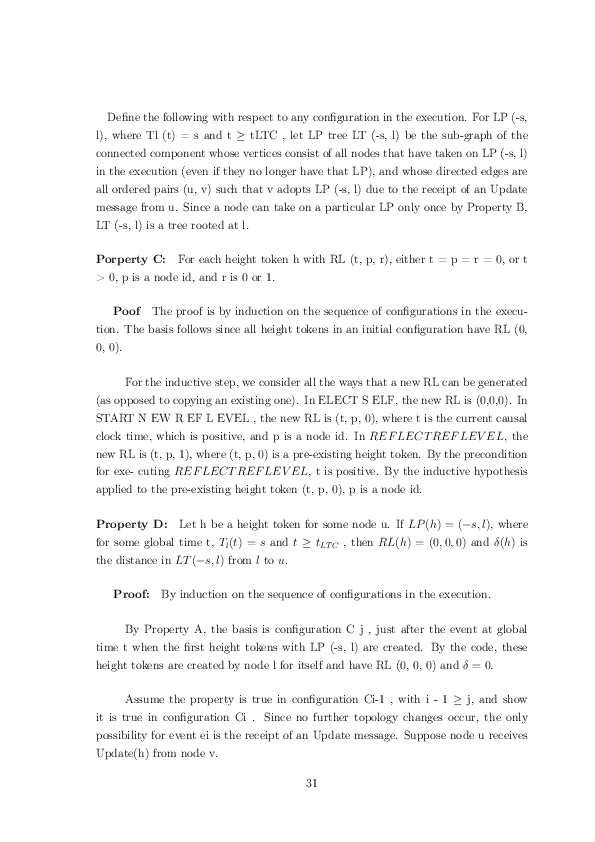 Define the following with respect to any configuration in the execution. For LP (-s,
l), where Tl (t) = s and t ≥ tLTC , let LP tree LT (-s, l) be the sub-graph of the
connected component whose vertices consist of all nodes that have taken on LP (-s, l)
in the execution (even if they no longer have that LP), and whose directed edges are
all ordered pairs (u, v) such that v adopts LP (-s, l) due to the receipt of an Update
message from u. Since a node can take on a particular LP only once by Property B,
LT (-s, l) is a tree rooted at l.
Porperty C: For each height token h with RL (t, p, r), either t = p = r = 0, or t
> 0, p is a node id, and r is 0 or 1.
Poof The proof is by induction on the sequence of configurations in the execu-
tion. The basis follows since all height tokens in an initial configuration have RL (0,
0, 0).
For the inductive step, we consider all the ways that a new RL can be generated
(as opposed to copying an existing one). In ELECT S ELF, the new RL is (0,0,0). In
START N EW R EF L EVEL , the new RL is (t, p, 0), where t is the current causal
clock time, which is positive, and p is a node id. In REFLECTREFLEVEL, the
new RL is (t, p, 1), where (t, p, 0) is a pre-existing height token. By the precondition
for exe- cuting REFLECTREFLEVEL, t is positive. By the inductive hypothesis
applied to the pre-existing height token (t, p, 0), p is a node id.
Property D: Let h be a height token for some node u. If LP(h) = (−s, l), where
for some global time t, T_l(t) = s and t ≥ t_{LTC} , then RL(h) = (0, 0, 0) and δ(h) is
the distance in LT(−s, l) from l to u.
Proof: By induction on the sequence of configurations in the execution.
By Property A, the basis is configuration C j , just after the event at global
time t when the first height tokens with LP (-s, l) are created. By the code, these
height tokens are created by node l for itself and have RL (0, 0, 0) and δ = 0.
Assume the property is true in configuration Ci-1 , with i - 1 ≥ j, and show
it is true in configuration Ci . Since no further topology changes occur, the only
possibility for event ei is the receipt of an Update message. Suppose node u receives
Update(h) from node v.
31